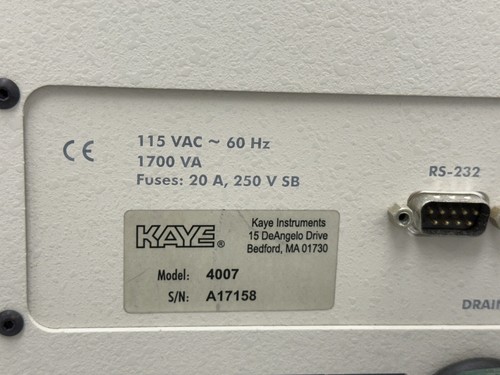 CE
115 VAC ~ 60 Hz
1700 VA
Fuses: 20 A, 250 V SB
RS-232
KAYE®
Kaye Instruments
15 DeAngelo Drive
Bedford, MA 01730
Model: 4007
S/N: A17158